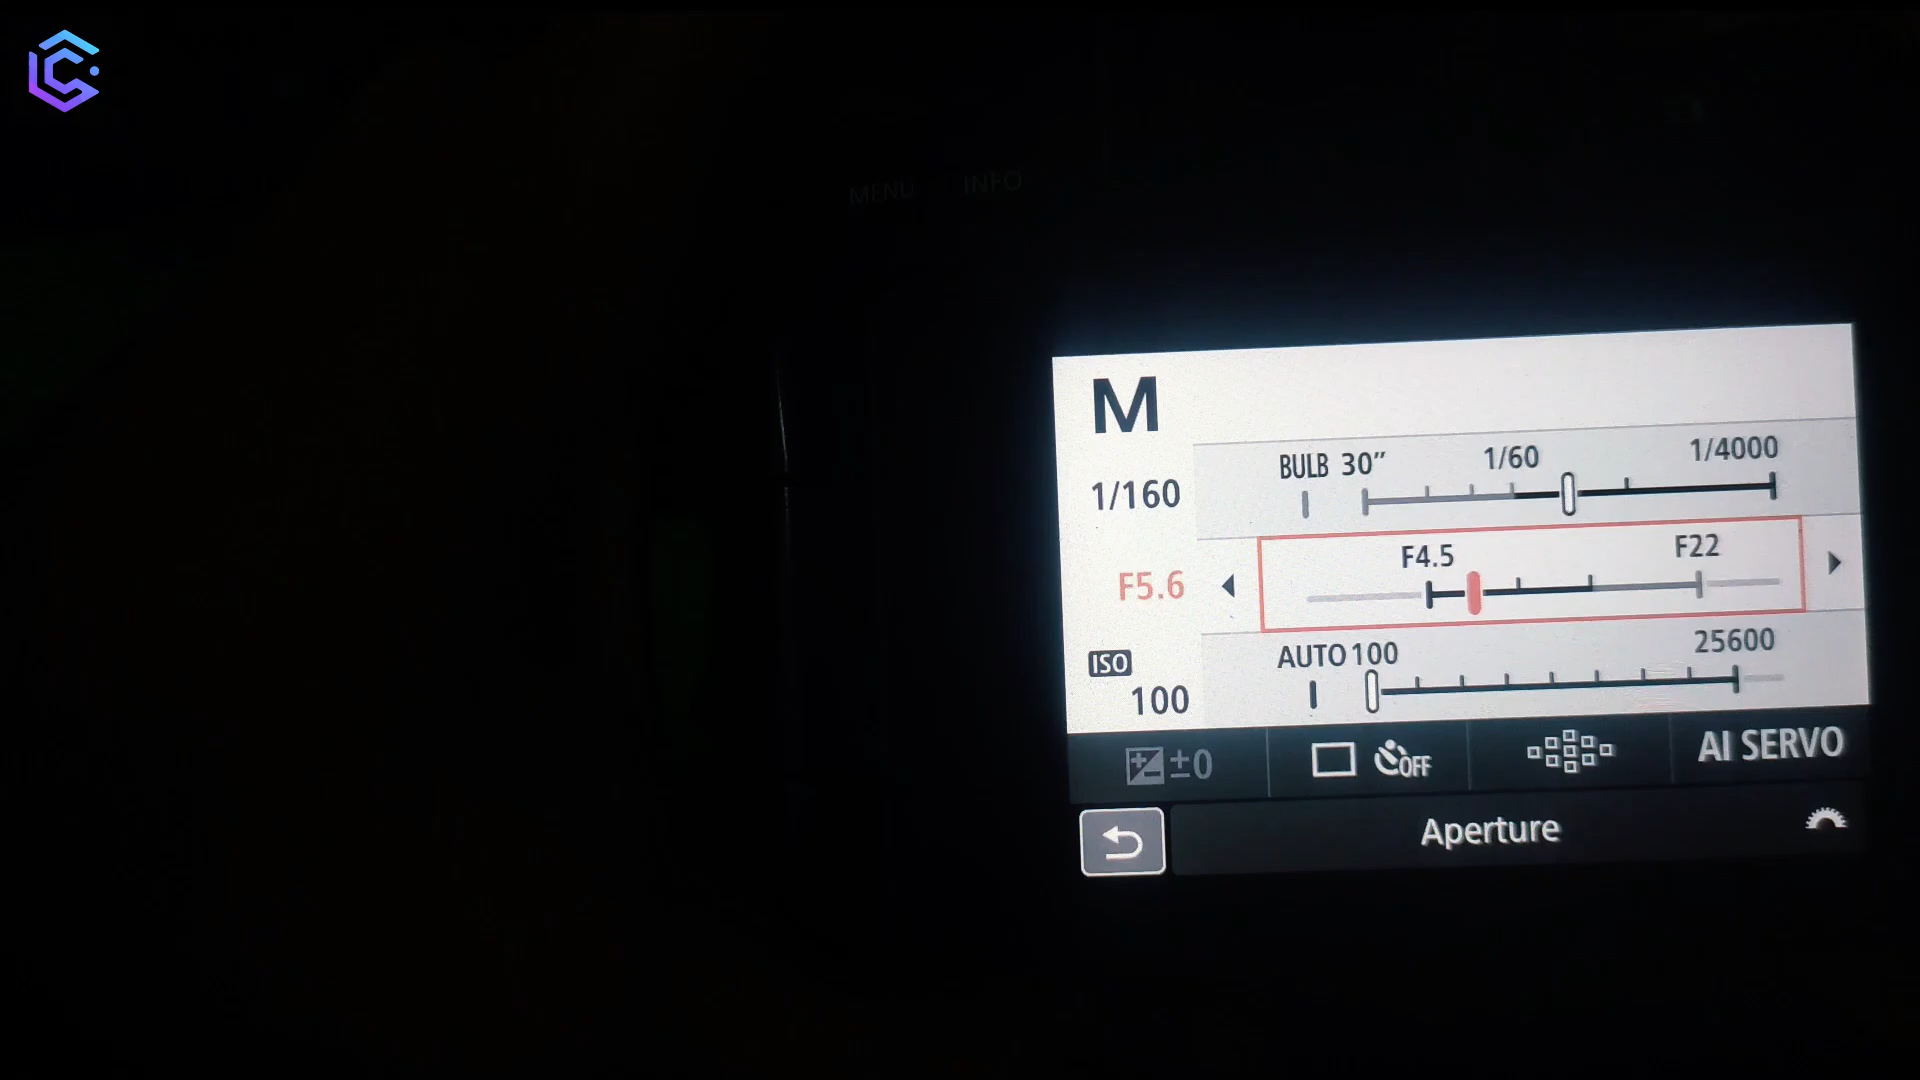 MENU INFO
M
BULB 30" 1/60 1/4000
1/160
F4.5 F22
F5.6
AUTO 100 25600
ISO
100
±0 OFF AI SERVO
Aperture